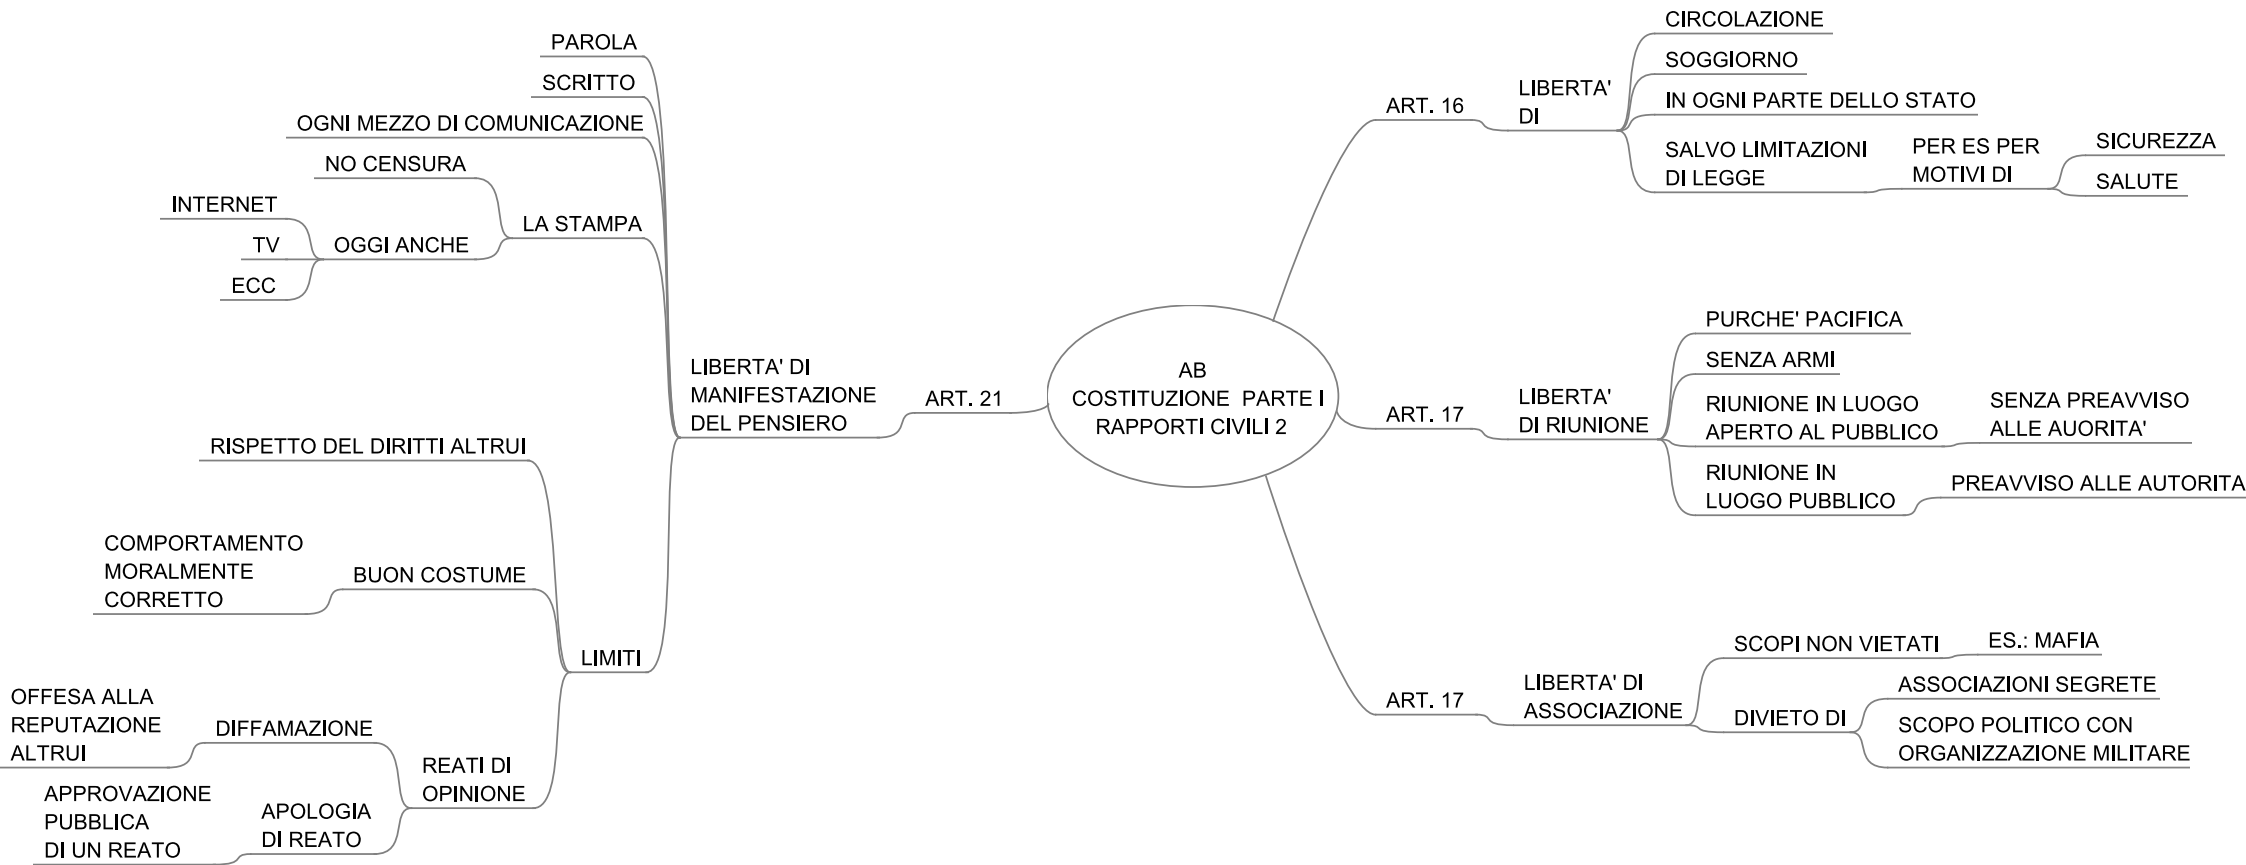 AB
COSTITUZIONE PARTE I
RAPPORTI CIVILI 2
ART. 16
LIBERTA'
DI
CIRCOLAZIONE
SOGGIORNO
IN OGNI PARTE DELLO STATO
SALVO LIMITAZIONI
DI LEGGE
PER ES PER
MOTIVI DI
SICUREZZA
SALUTE
ART. 17
LIBERTA'
DI RIUNIONE
PURCHE' PACIFICA
SENZA ARMI
RIUNIONE IN LUOGO
APERTO AL PUBBLICO
SENZA PREAVVISO
ALLE AUORITA'
RIUNIONE IN
LUOGO PUBBLICO
PREAVVISO ALLE AUTORITA
ART. 17
LIBERTA' DI
ASSOCIAZIONE
SCOPI NON VIETATI
ES.: MAFIA
DIVIETO DI
ASSOCIAZIONI SEGRETE
SCOPO POLITICO CON
ORGANIZZAZIONE MILITARE
ART. 21
LIBERTA' DI
MANIFESTAZIONE
DEL PENSIERO
PAROLA
SCRITTO
OGNI MEZZO DI COMUNICAZIONE
LA STAMPA
NO CENSURA
OGGI ANCHE
INTERNET
TV
ECC
LIMITI
RISPETTO DEL DIRITTI ALTRUI
BUON COSTUME
COMPORTAMENTO
MORALMENTE
CORRETTO
REATI DI
OPINIONE
DIFFAMAZIONE
OFFESA ALLA
REPUTAZIONE
ALTRUI
APOLOGIA
DI REATO
APPROVAZIONE
PUBBLICA
DI UN REATO